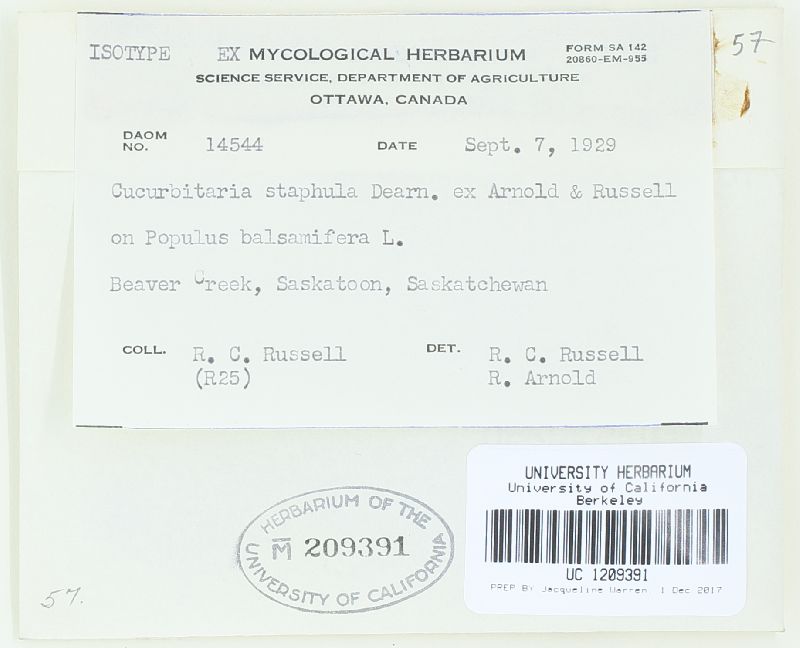 ISOTYPE EX MYCOLOGICAL HERBARIUM FORM SA 142
20860-EM-955
57
SCIENCE SERVICE, DEPARTMENT OF AGRICULTURE
OTTAWA, CANADA
DAOM NO. 14544 DATE Sept. 7, 1929
Cucurbitaria staphula Dearn. ex Arnold & Russell
on Populus balsamifera L.
Beaver Creek, Saskatoon, Saskatchewan
COLL. R. C. Russell DET. R. C. Russell
(R25) R. Arnold
HERBARIUM OF THE
M 209391
UNIVERSITY OF CALIFORNIA
UNIVERSITY HERBARIUM
University of California
Berkeley
UC 1209391
PREP BY Jacqueline Warren 1 Dec 2017
57.